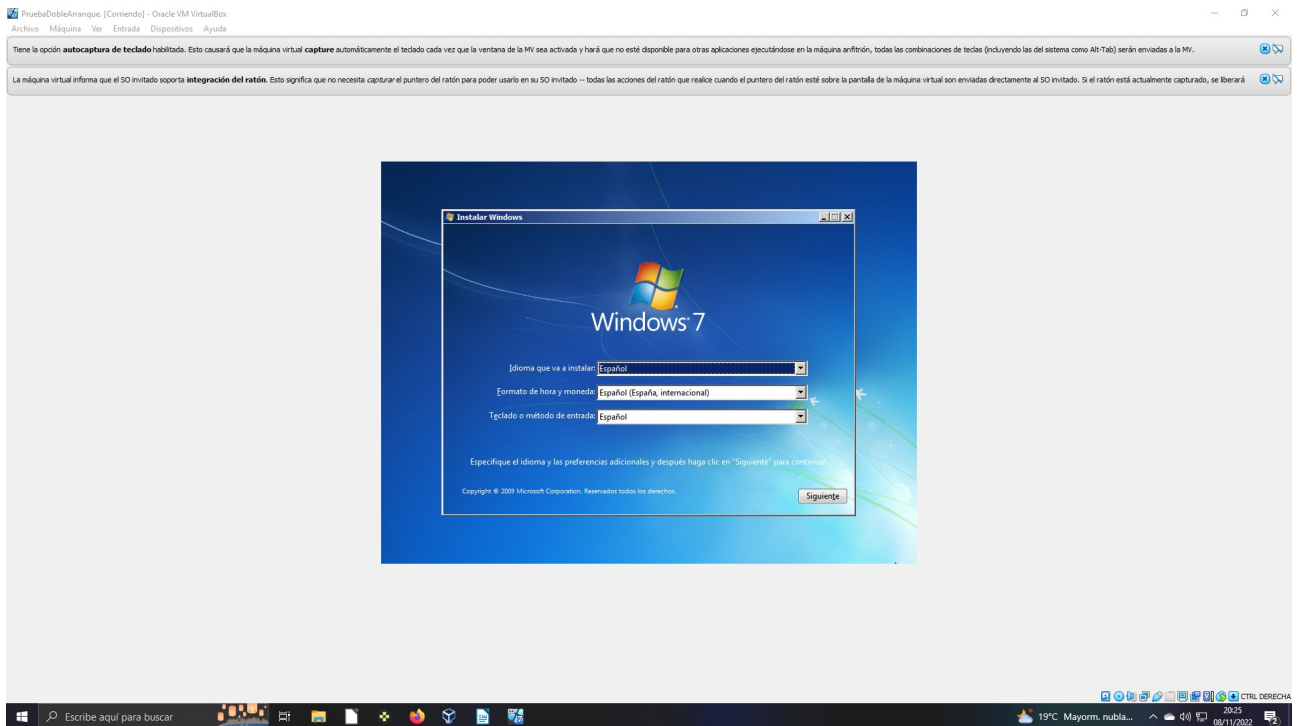 PruebaDobleArranque. [Corriendo] - Oracle VM VirtualBox
Archivo Máquina Ver Entrada Dispositivos Ayuda
Tiene la opción autocaptura de teclado habilitada. Esto causará que la máquina virtual capture automáticamente el teclado cada vez que la ventana de la MV sea activada y hará que no esté disponible para otras aplicaciones ejecutándose en la máquina anfitrión, todas las combinaciones de teclas (incluyendo las del sistema como Alt-Tab) serán enviadas a la MV.
La máquina virtual informa que el SO invitado soporta integración del ratón. Esto significa que no necesita capturar el puntero del ratón para poder usarlo en su SO invitado -- todas las acciones del ratón que realice cuando el puntero del ratón esté sobre la pantalla de la máquina virtual son enviadas directamente al SO invitado. Si el ratón está actualmente capturado, se liberará
Instalar Windows
Windows 7
Idioma que va a instalar: Español
Formato de hora y moneda: Español (España, internacional)
Teclado o método de entrada: Español
Especifique el idioma y las preferencias adicionales y después haga clic en "Siguiente" para continuar.
Copyright © 2009 Microsoft Corporation. Reservados todos los derechos.
Siguiente
CTRL DERECHA
Escribe aquí para buscar
19°C Mayorm. nubla...
20:25
08/11/2022
2